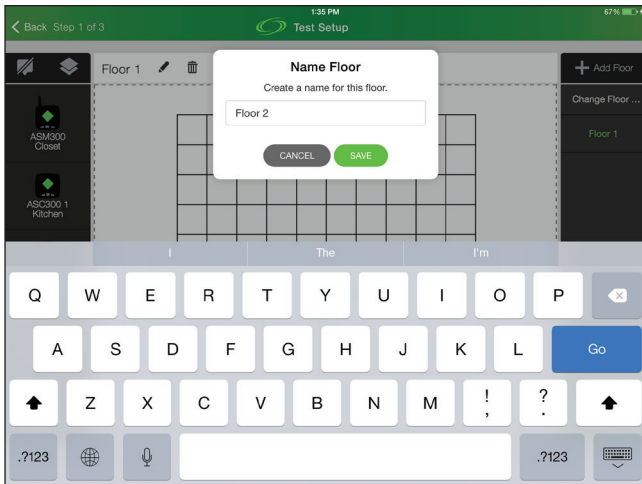 1:35 PM
67%
Back Step 1 of 3
Test Setup
Floor 1
Add Floor
Change Floor ...
Floor 1
ASM300
Closet
ASC300 1
Kitchen
Name Floor
Create a name for this floor.
Floor 2
CANCEL
SAVE
I The I'm
Q W E R T Y U I O P
A S D F G H J K L Go
Z X C V B N M ! , ? .
.?123 .?123